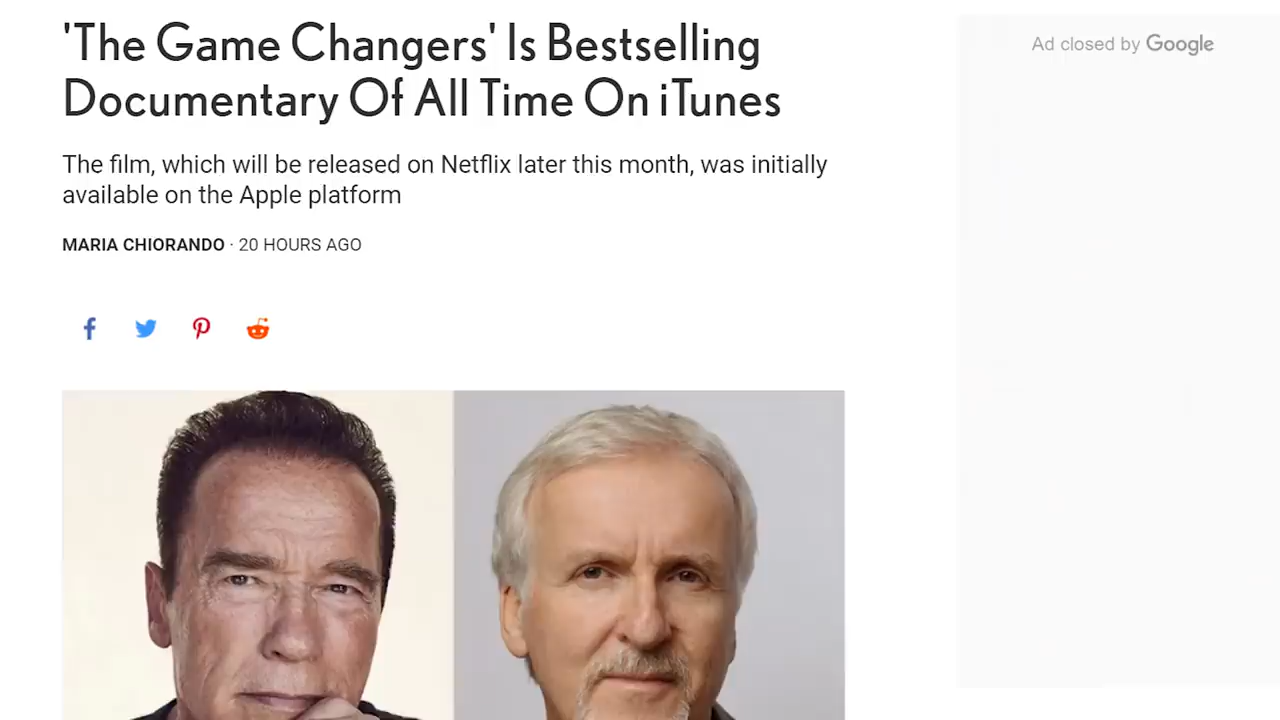 'The Game Changers' Is Bestselling
Documentary Of All Time On iTunes
The film, which will be released on Netflix later this month, was initially
available on the Apple platform
MARIA CHIORANDO · 20 HOURS AGO
Ad closed by Google